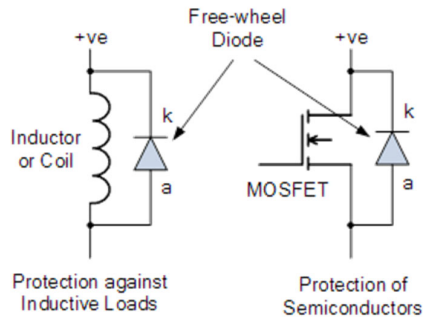 Free-wheel
Diode
+ve
+ve
k
k
Inductor
or Coil
a
a
MOSFET
Protection against
Inductive Loads
Protection of
Semiconductors